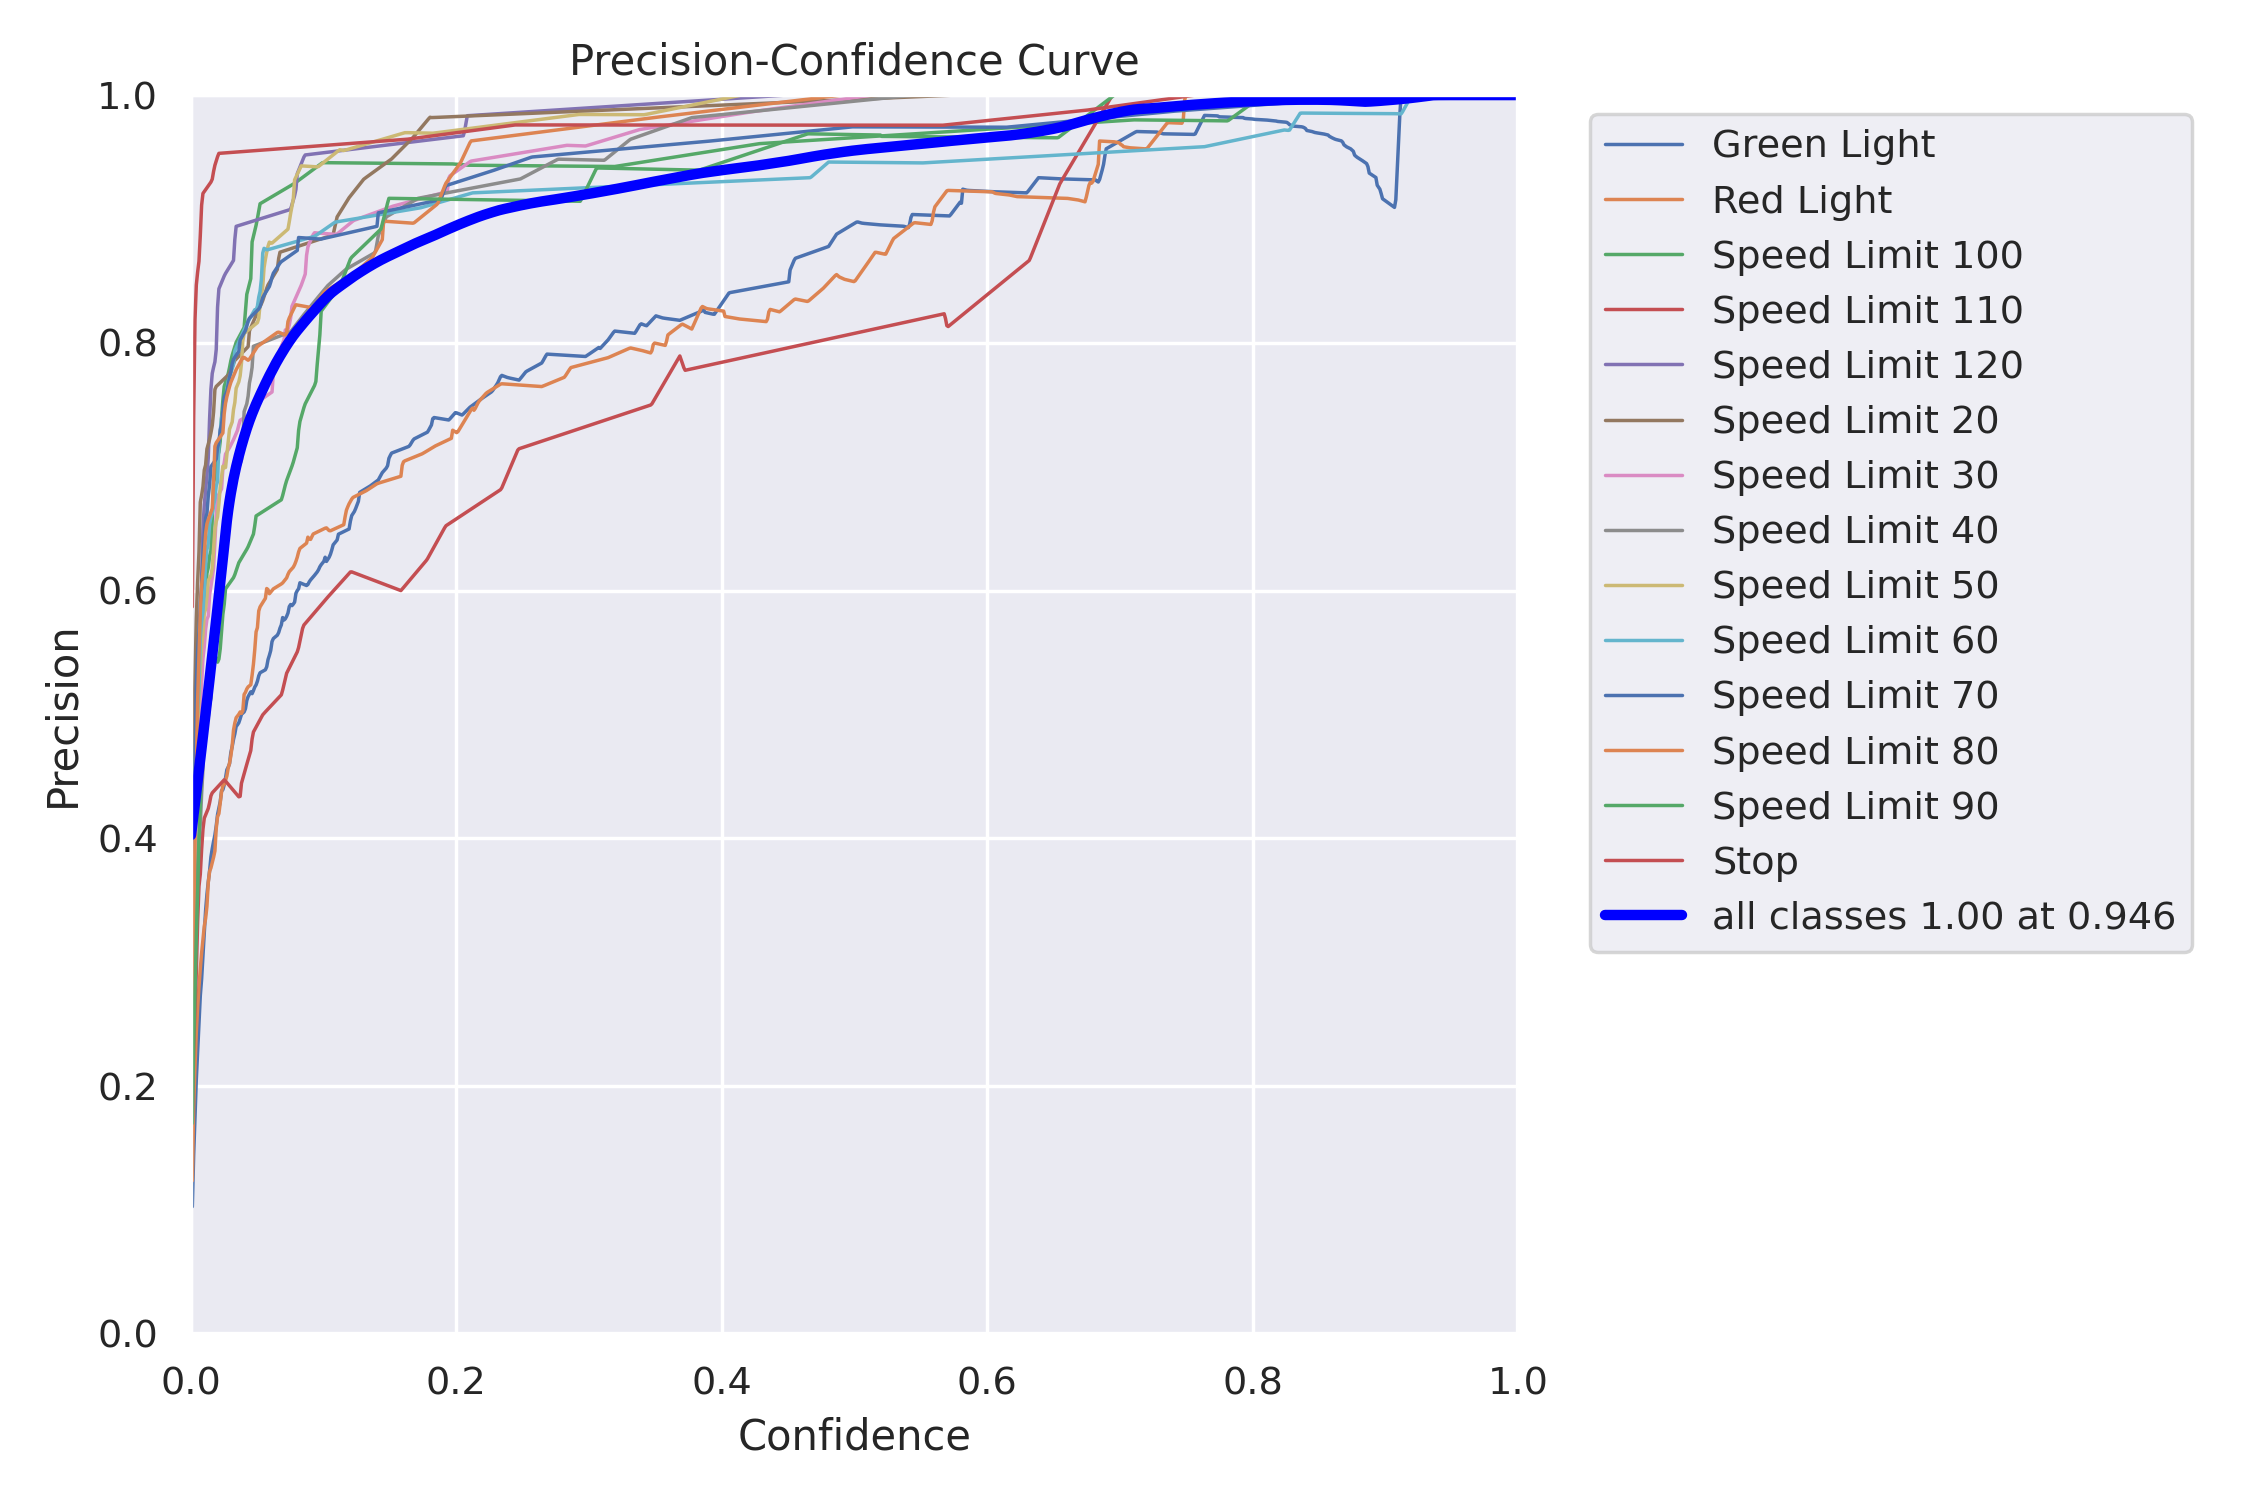 Precision-Confidence Curve
1.0
0.8
0.6
0.4
0.2
0.0
Precision
0.0 0.2 0.4 0.6 0.8 1.0
Confidence
Green Light
Red Light
Speed Limit 100
Speed Limit 110
Speed Limit 120
Speed Limit 20
Speed Limit 30
Speed Limit 40
Speed Limit 50
Speed Limit 60
Speed Limit 70
Speed Limit 80
Speed Limit 90
Stop
all classes 1.00 at 0.946